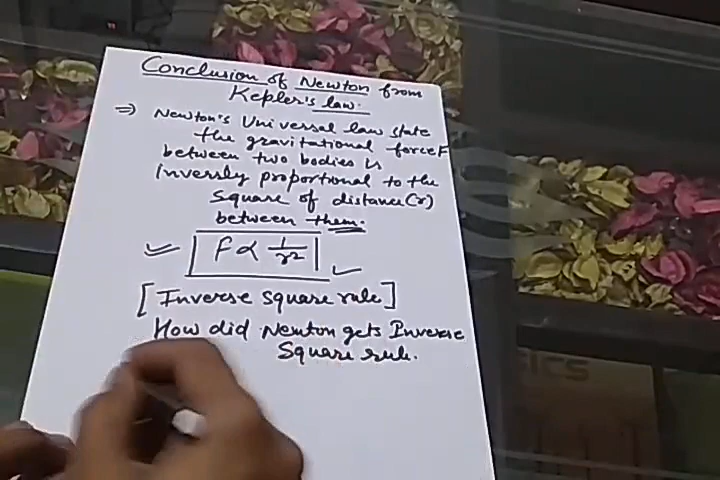 Conclusion of Newton from
Kepler's law.
⇒ Newton's Universal law state
the gravitational force F
between two bodies is
inversly proportional to the
square of distance(r)
between them.
F ∝ 1/r²
[Inverse square rule]
How did Newton gets Inverse
Square rule.